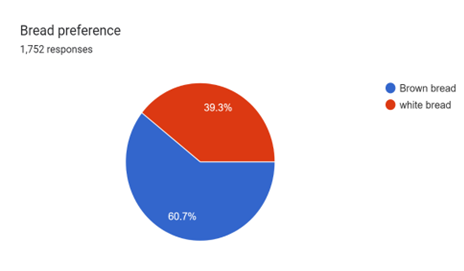 Bread preference
1,752 responses
Brown bread
white bread
39.3%
60.7%